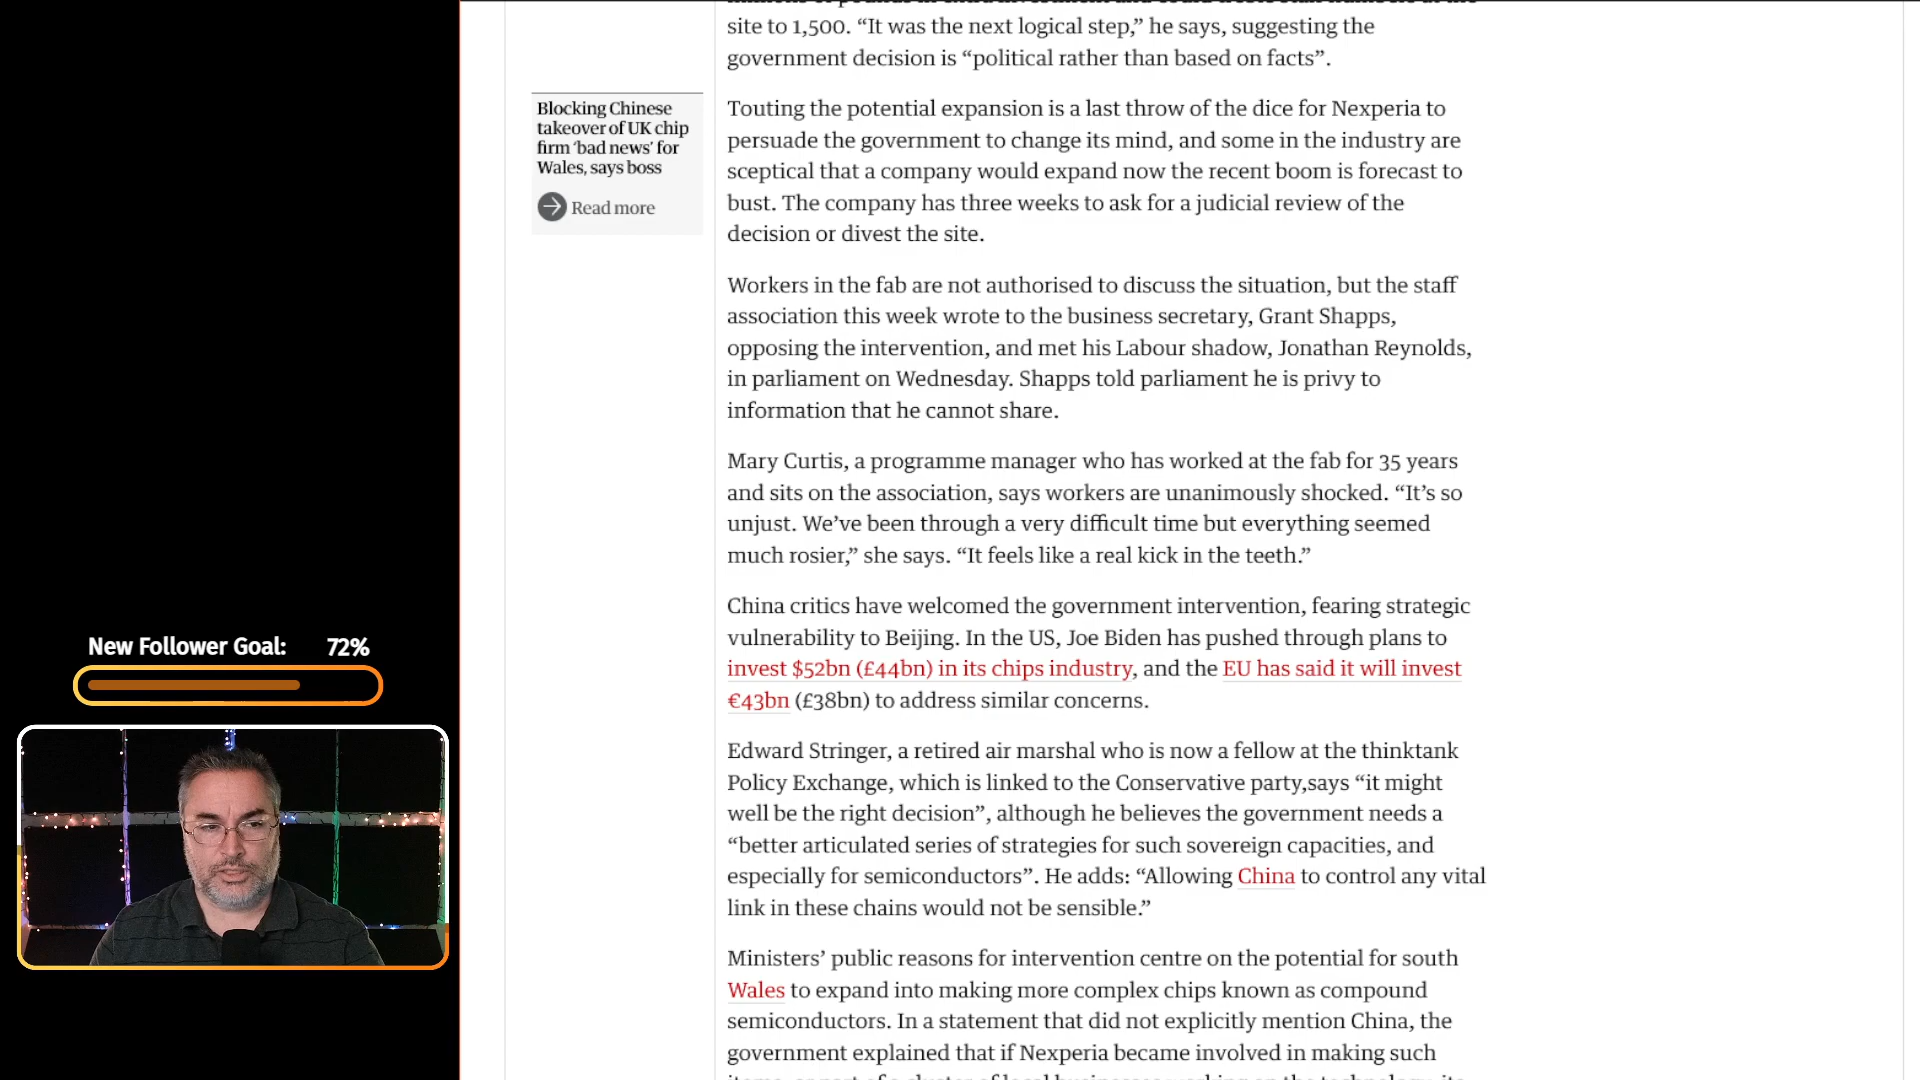 site to 1,500. “It was the next logical step,” he says, suggesting the
government decision is “political rather than based on facts”.
Blocking Chinese
takeover of UK chip
firm ‘bad news’ for
Wales, says boss
Read more
Touting the potential expansion is a last throw of the dice for Nexperia to
persuade the government to change its mind, and some in the industry are
sceptical that a company would expand now the recent boom is forecast to
bust. The company has three weeks to ask for a judicial review of the
decision or divest the site.
Workers in the fab are not authorised to discuss the situation, but the staff
association this week wrote to the business secretary, Grant Shapps,
opposing the intervention, and met his Labour shadow, Jonathan Reynolds,
in parliament on Wednesday. Shapps told parliament he is privy to
information that he cannot share.
Mary Curtis, a programme manager who has worked at the fab for 35 years
and sits on the association, says workers are unanimously shocked. “It’s so
unjust. We’ve been through a very difficult time but everything seemed
much rosier,” she says. “It feels like a real kick in the teeth.”
China critics have welcomed the government intervention, fearing strategic
vulnerability to Beijing. In the US, Joe Biden has pushed through plans to
invest $52bn (£44bn) in its chips industry, and the EU has said it will invest
€43bn (£38bn) to address similar concerns.
Edward Stringer, a retired air marshal who is now a fellow at the thinktank
Policy Exchange, which is linked to the Conservative party,says “it might
well be the right decision”, although he believes the government needs a
“better articulated series of strategies for such sovereign capacities, and
especially for semiconductors”. He adds: “Allowing China to control any vital
link in these chains would not be sensible.”
Ministers’ public reasons for intervention centre on the potential for south
Wales to expand into making more complex chips known as compound
semiconductors. In a statement that did not explicitly mention China, the
government explained that if Nexperia became involved in making such
New Follower Goal: 72%